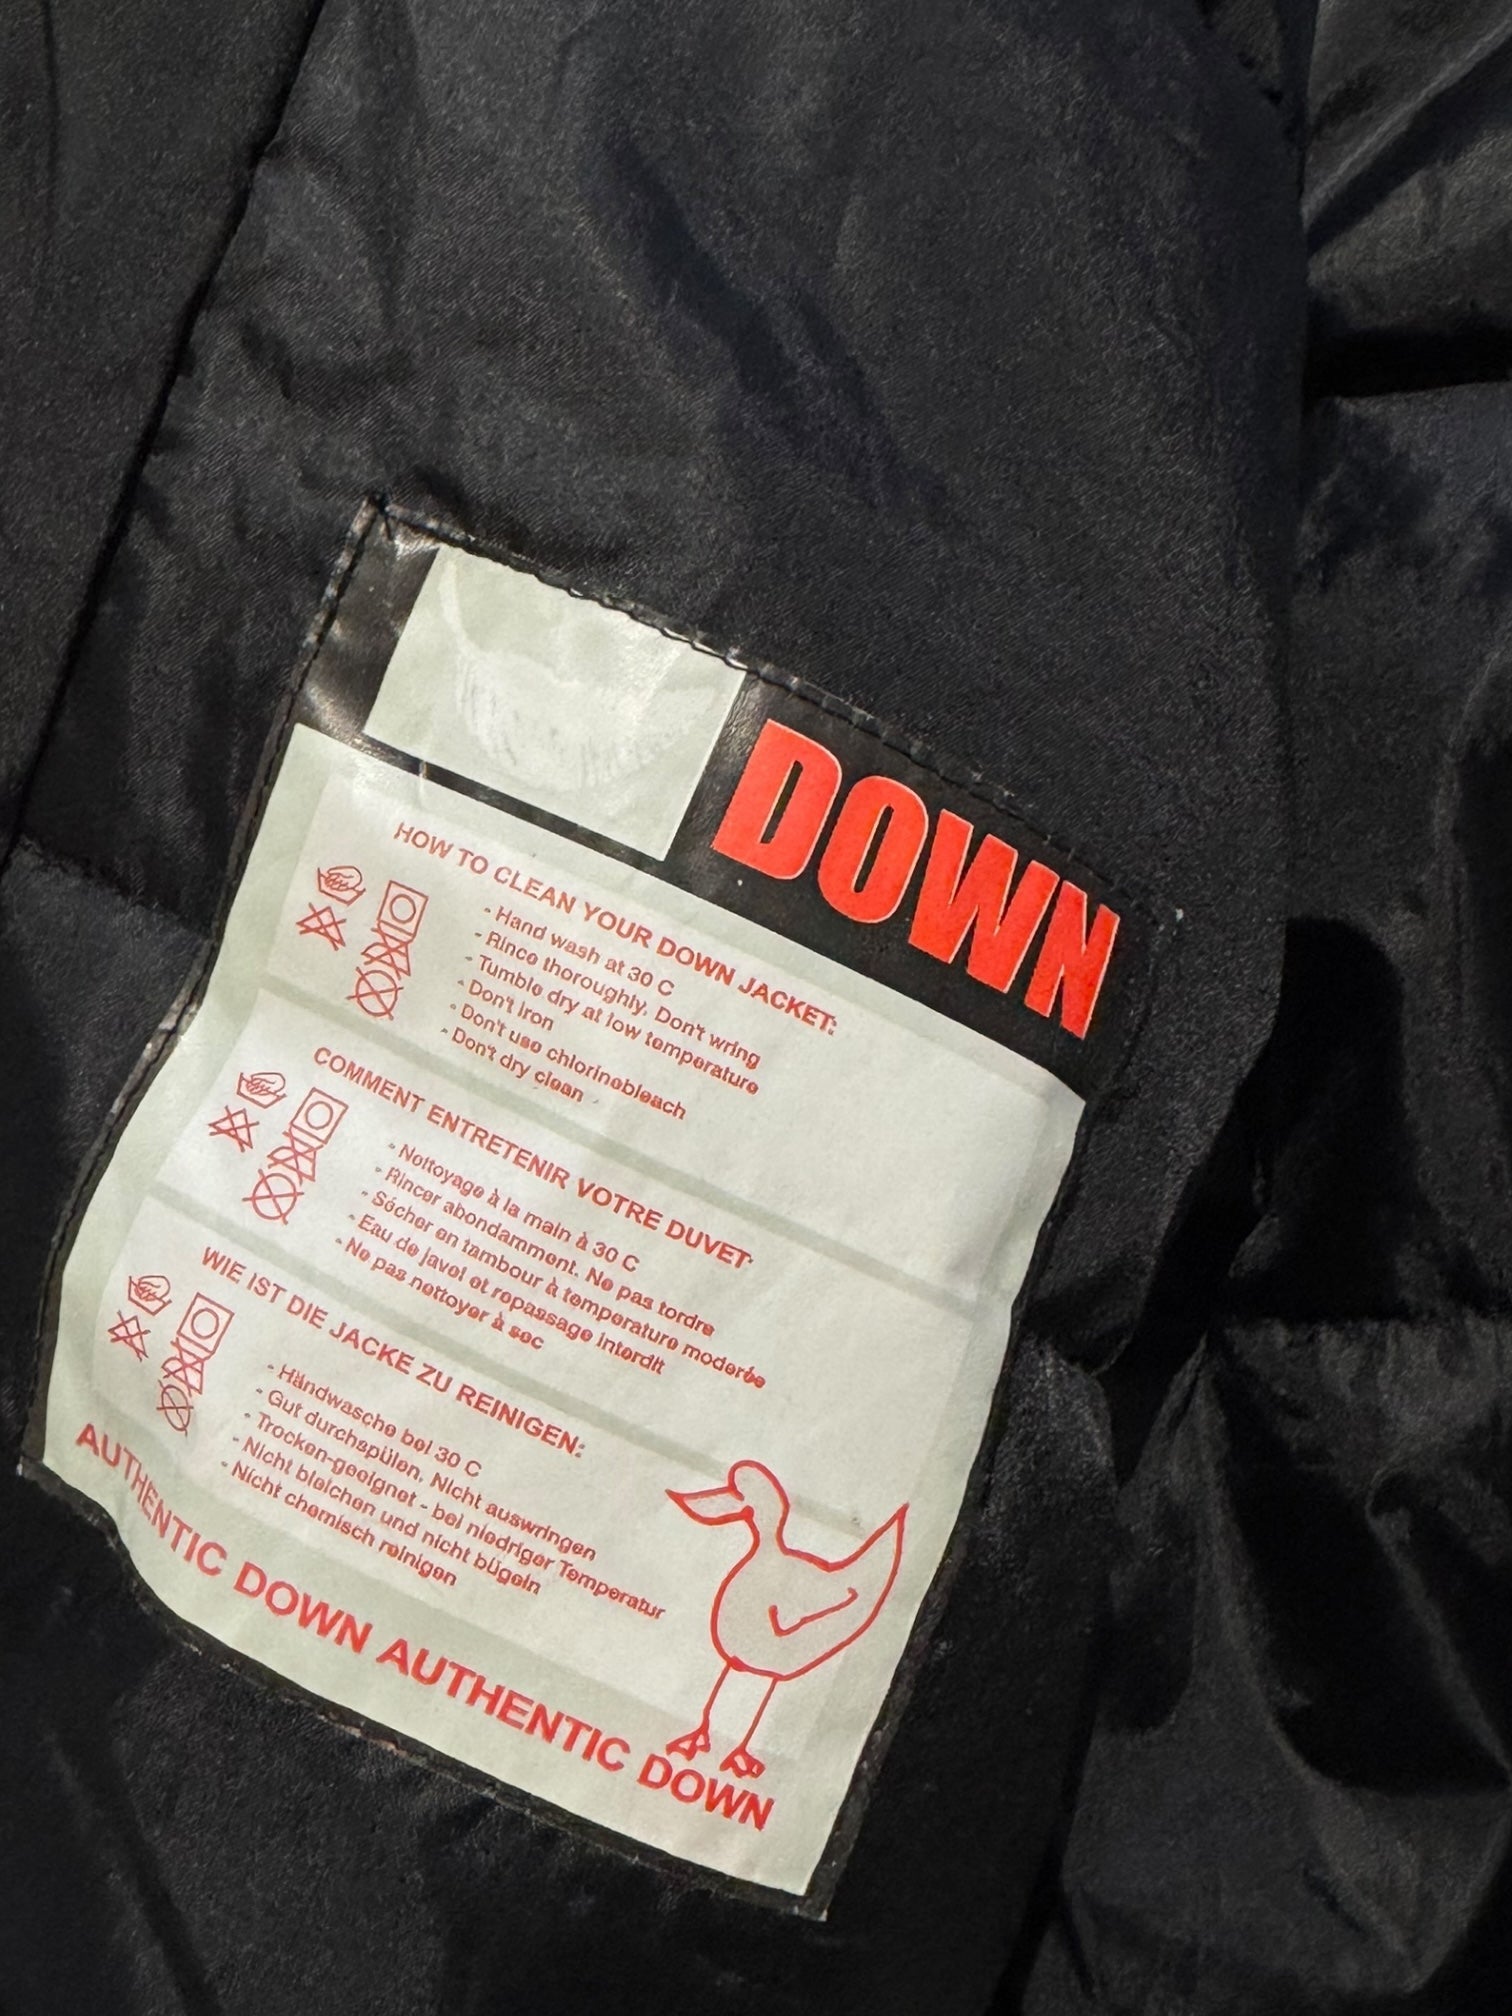 DOWN
HOW TO CLEAN YOUR DOWN JACKET:
- Hand wash at 30 C
- Rince thoroughly. Don't wring
- Tumble dry at low temperature
- Don't iron
- Don't use chlorinebleach
- Don't dry clean
COMMENT ENTRETENIR VOTRE DUVET:
- Nettoyage à la main à 30 C
- Rincer abondamment. Ne pas tordre
- Sécher en tambour à temperature moderée
- Eau de javel et repassage interdit
- Ne pas nettoyer à sec
WIE IST DIE JACKE ZU REINIGEN:
- Händwasche bei 30 C
- Gut durchspülen. Nicht auswringen
- Trocken-geeignet - bei niedriger Temperatur
- Nicht bleichen und nicht bügeln
- Nicht chemisch reinigen
AUTHENTIC DOWN AUTHENTIC DOWN